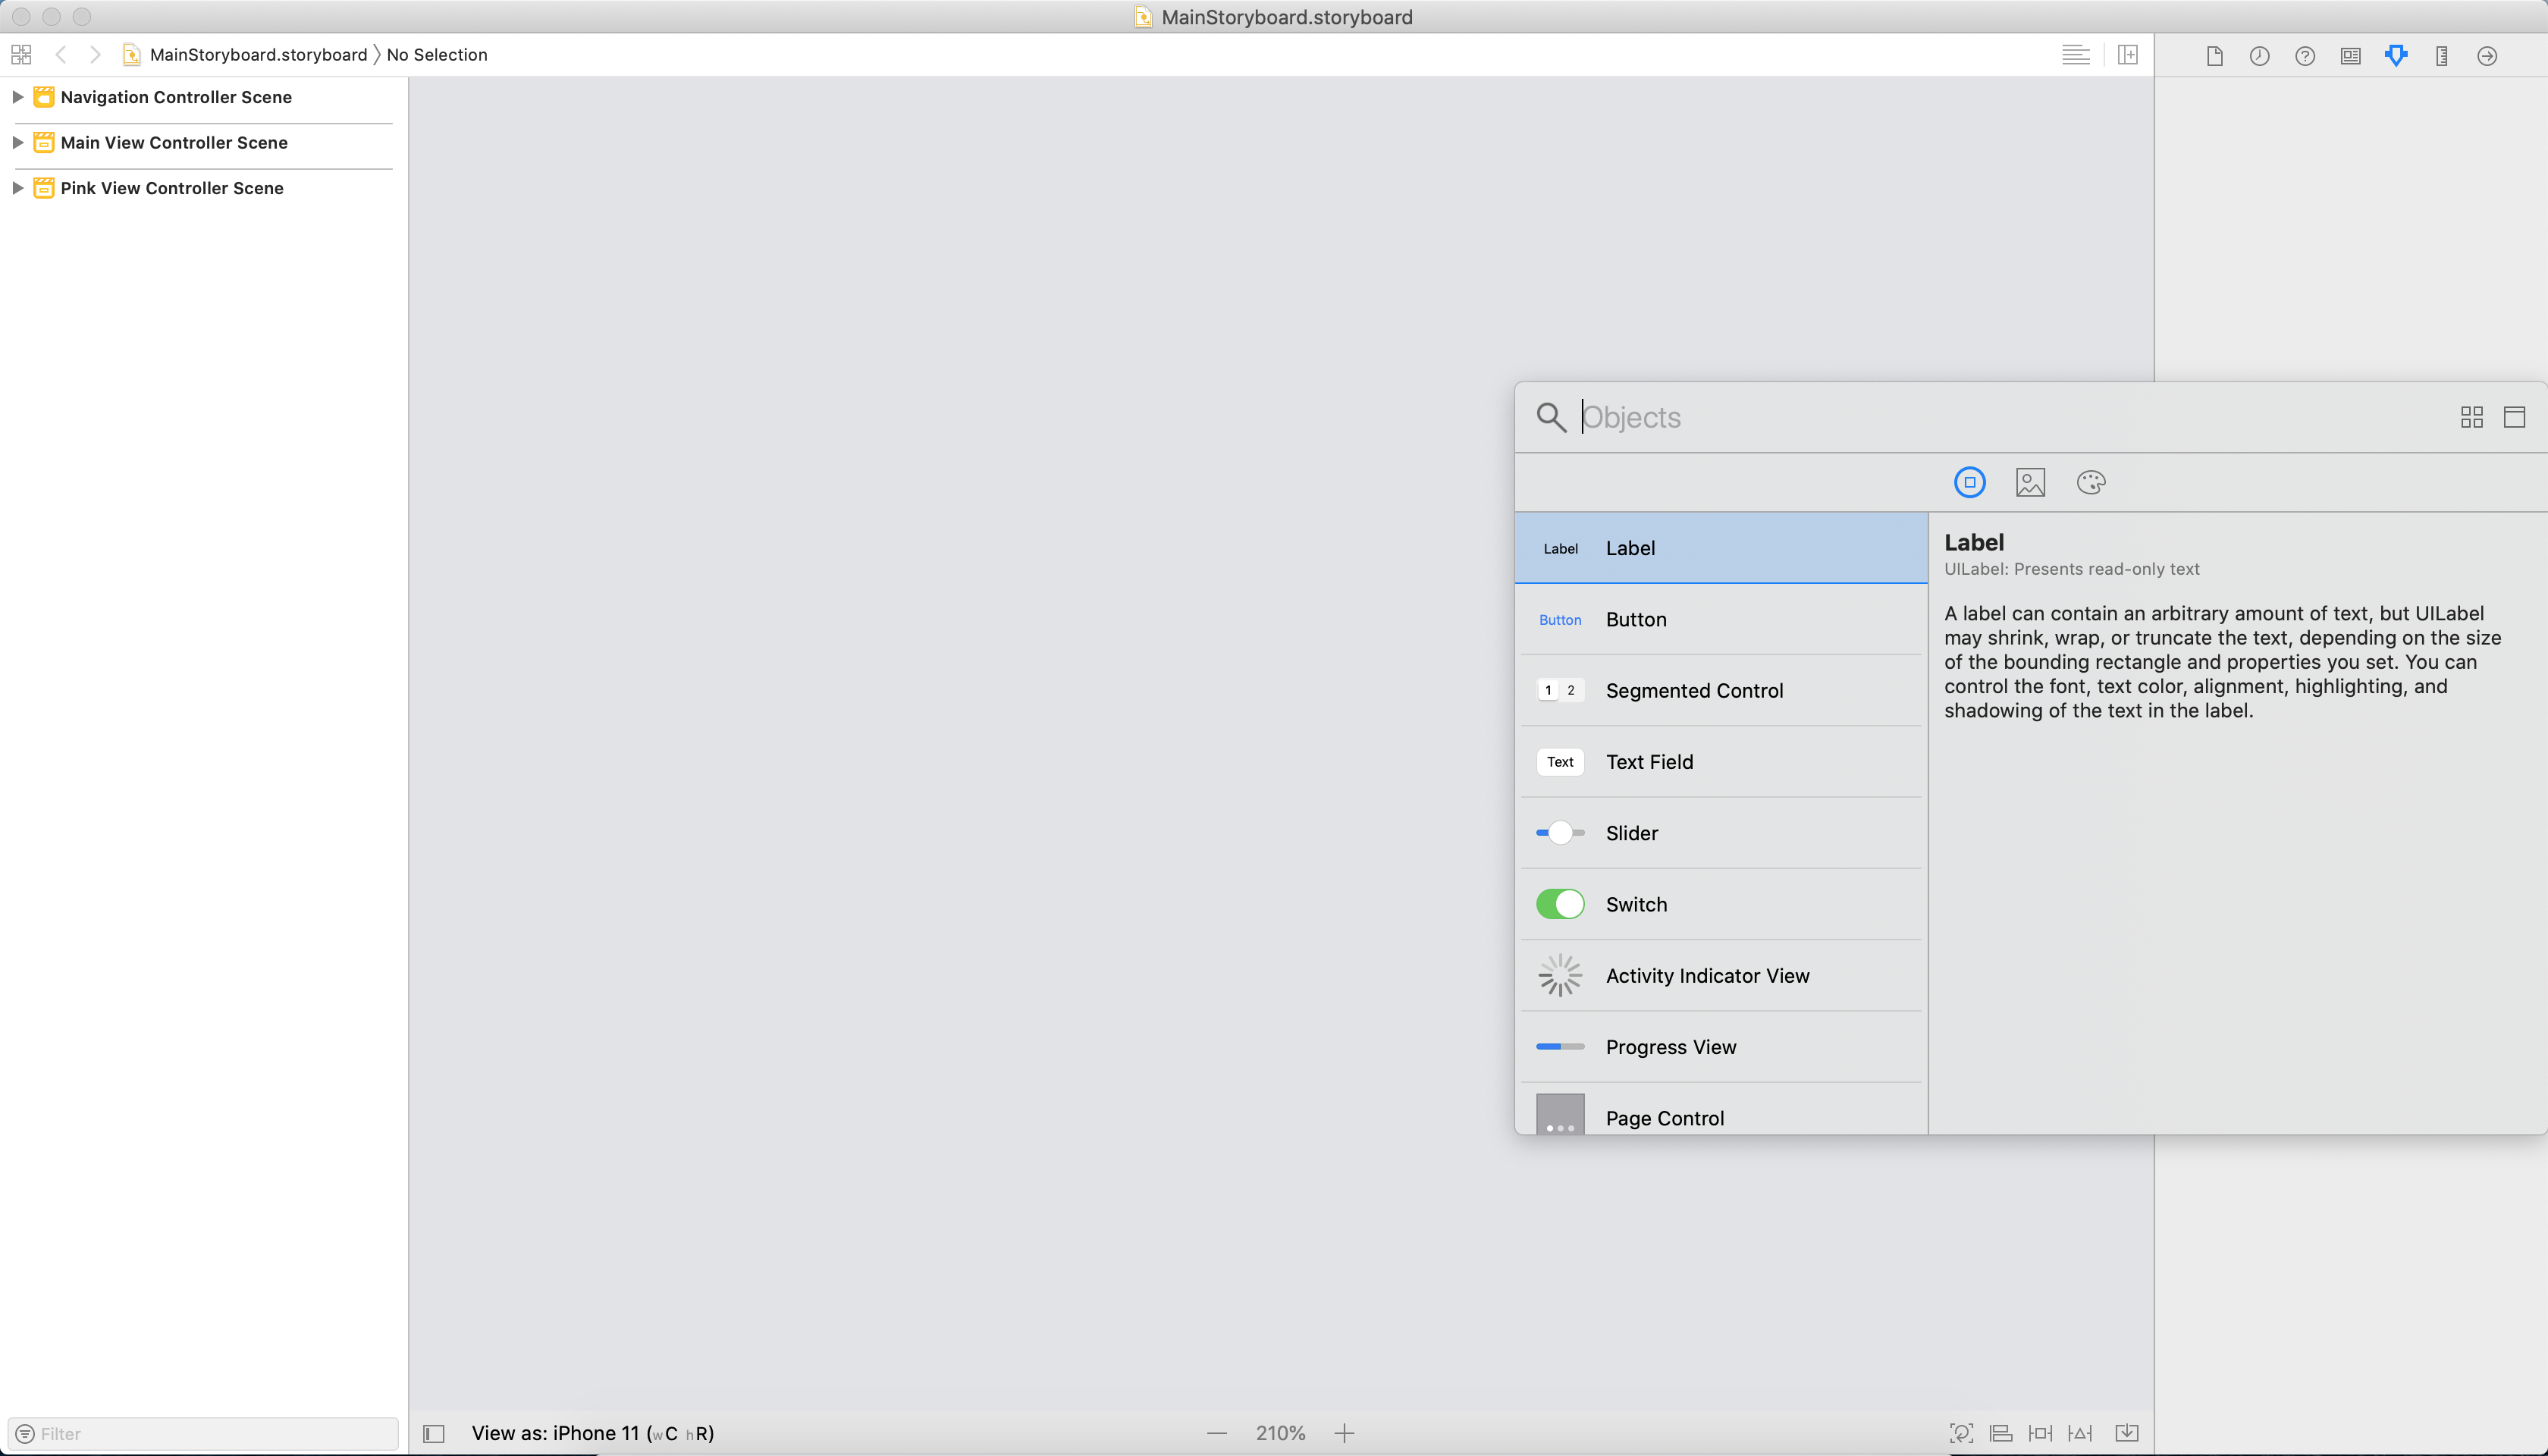 MainStoryboard.storyboard
MainStoryboard.storyboard 〉 No Selection
Navigation Controller Scene
Main View Controller Scene
Pink View Controller Scene
Objects
Label Label
Button Button
1 2 Segmented Control
Text Text Field
Slider
Switch
Activity Indicator View
Progress View
Page Control
Label
UILabel: Presents read-only text
A label can contain an arbitrary amount of text, but UILabel
may shrink, wrap, or truncate the text, depending on the size
of the bounding rectangle and properties you set. You can
control the font, text color, alignment, highlighting, and
shadowing of the text in the label.
Filter
View as: iPhone 11 (wC hR)
210%